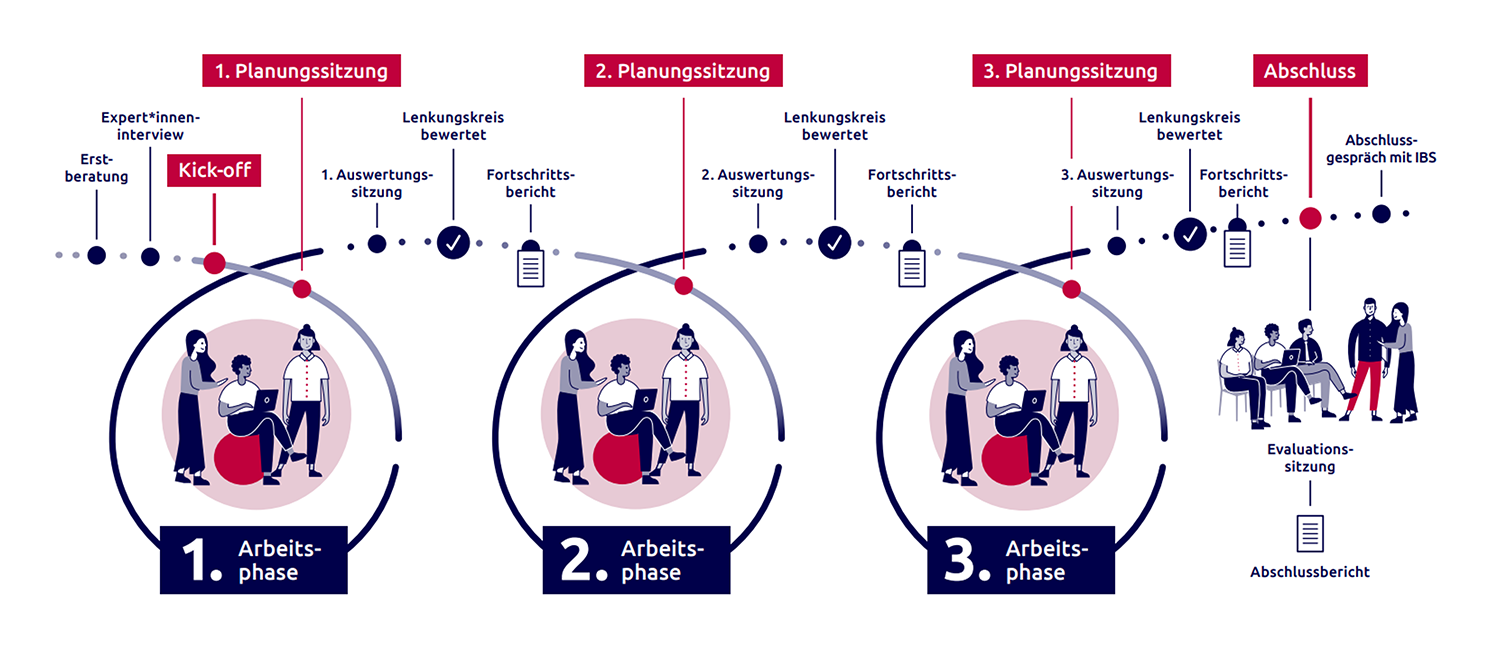 1. Planungssitzung
2. Planungssitzung
3. Planungssitzung
Abschluss
Expert*innen-
interview
Erst-
beratung
Kick-off
1. Auswertungs-
sitzung
Lenkungskreis
bewertet
Fortschritts-
bericht
2. Auswertungs-
sitzung
Lenkungskreis
bewertet
Fortschritts-
bericht
3. Auswertungs-
sitzung
Lenkungskreis
bewertet
Fortschritts-
bericht
Abschluss-
gespräch mit IBS
Evaluations-
sitzung
Abschlussbericht
1. Arbeits-
phase
2. Arbeits-
phase
3. Arbeits-
phase